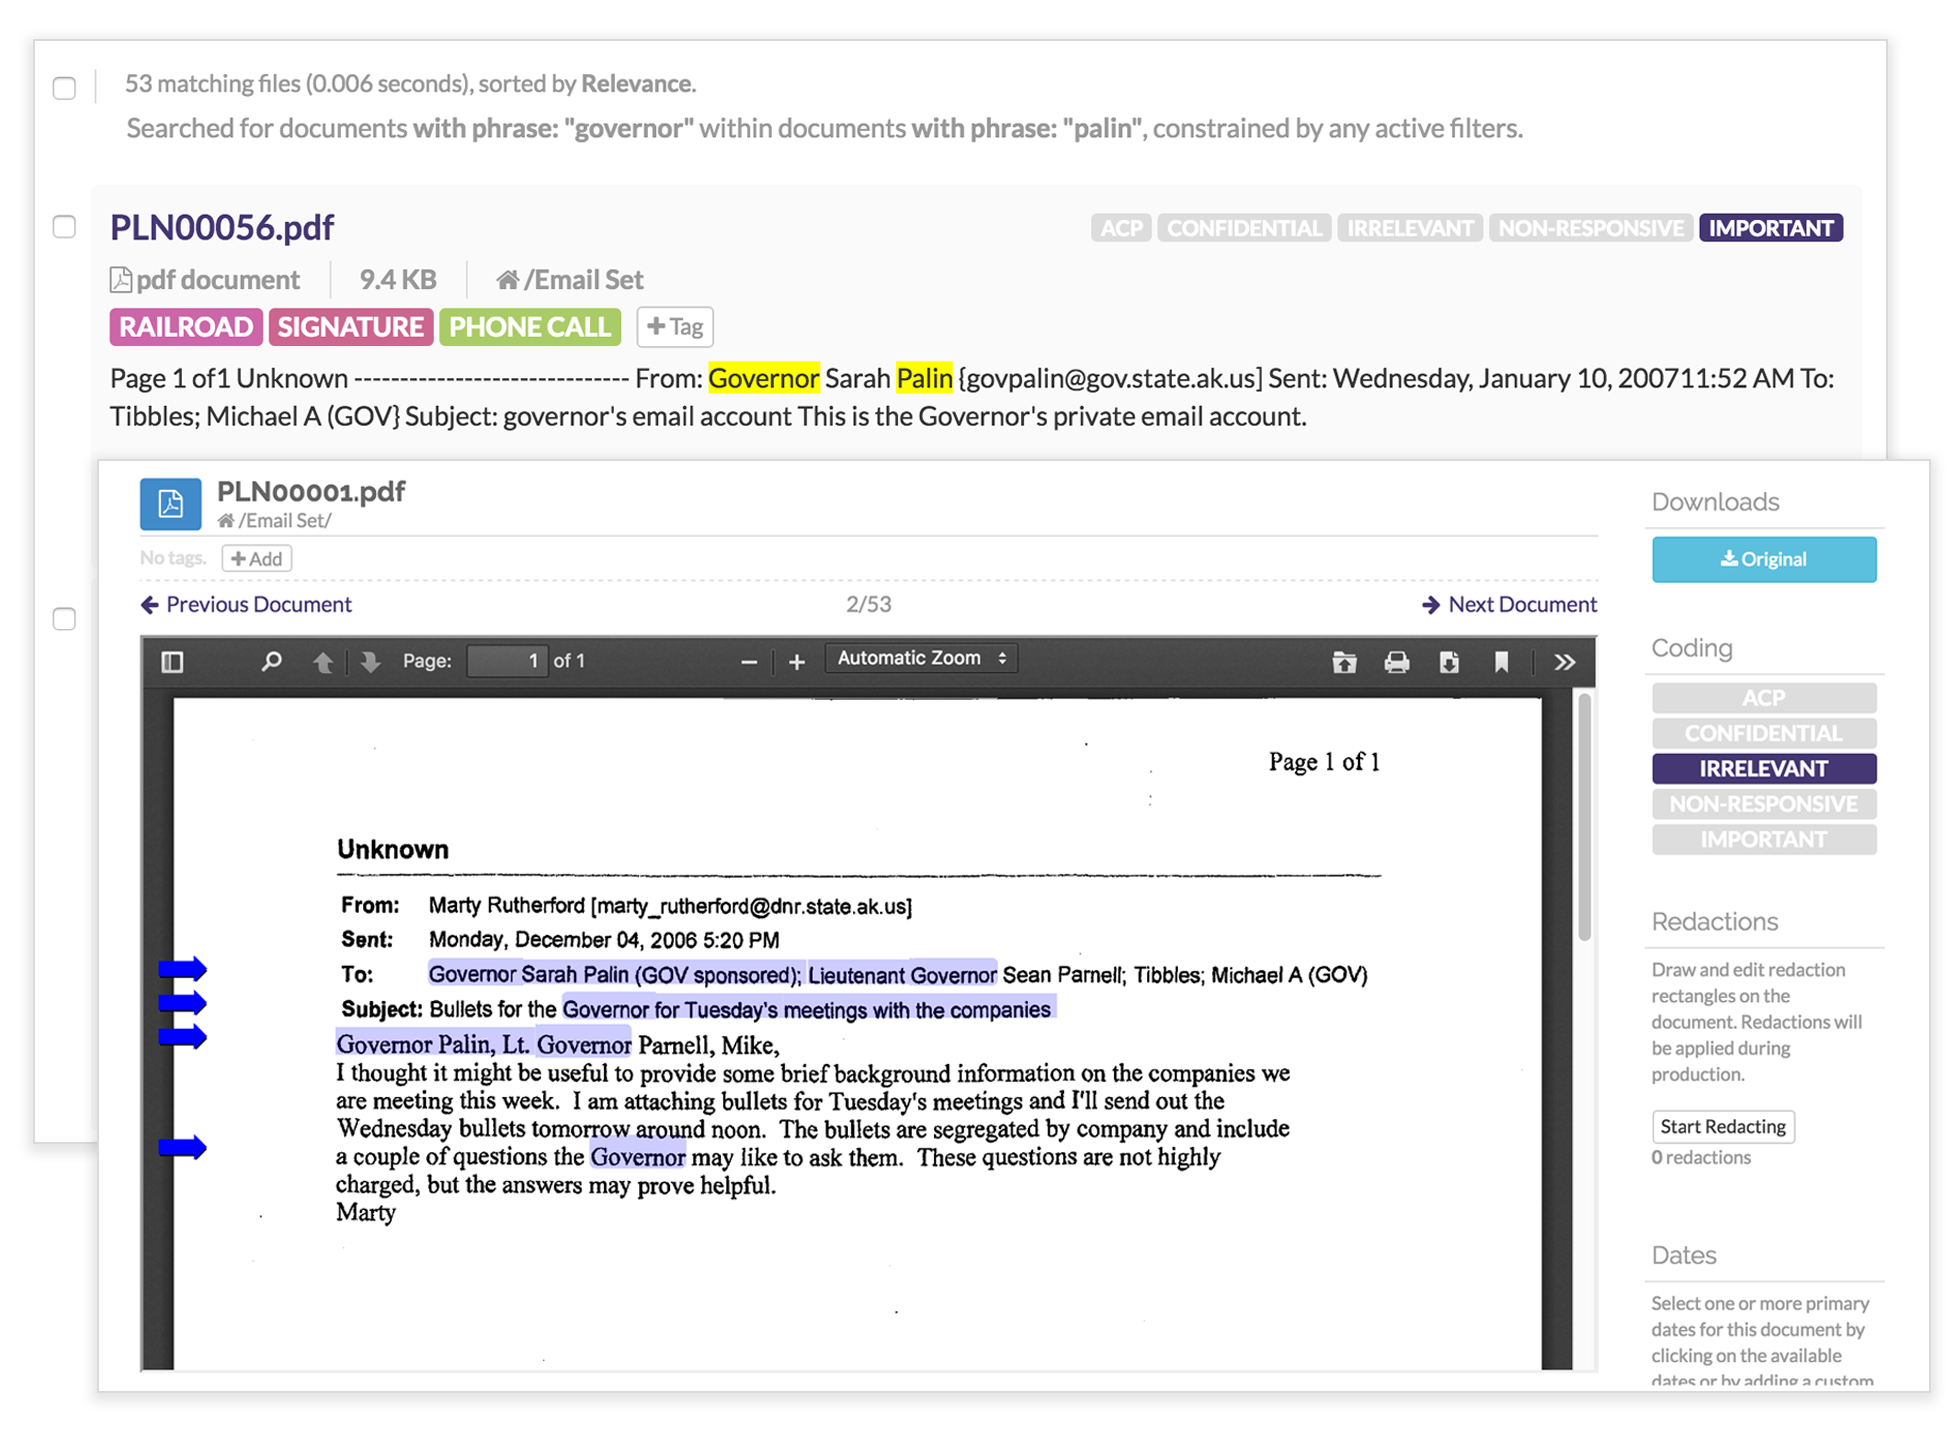 53 matching files (0.006 seconds), sorted by Relevance.
Searched for documents with phrase: "governor" within documents with phrase: "palin", constrained by any active filters.
PLN00056.pdf
ACP CONFIDENTIAL IRRELEVANT NON-RESPONSIVE IMPORTANT
pdf document 9.4 KB /Email Set
RAILROAD SIGNATURE PHONE CALL + Tag
Page 1 of1 Unknown ------------------------------ From: Governor Sarah Palin {govpalin@gov.state.ak.us] Sent: Wednesday, January 10, 200711:52 AM To:
Tibbles; Michael A (GOV} Subject: governor's email account This is the Governor's private email account.
PLN00001.pdf
/Email Set/
No tags. + Add
Previous Document 2/53 Next Document
Page: 1 of 1 − + Automatic Zoom
Page 1 of 1
Unknown
From: Marty Rutherford [marty_rutherford@dnr.state.ak.us]
Sent: Monday, December 04, 2006 5:20 PM
To: Governor Sarah Palin (GOV sponsored); Lieutenant Governor Sean Parnell; Tibbles; Michael A (GOV)
Subject: Bullets for the Governor for Tuesday's meetings with the companies
Governor Palin, Lt. Governor Parnell, Mike,
I thought it might be useful to provide some brief background information on the companies we
are meeting this week. I am attaching bullets for Tuesday's meetings and I'll send out the
Wednesday bullets tomorrow around noon. The bullets are segregated by company and include
a couple of questions the Governor may like to ask them. These questions are not highly
charged, but the answers may prove helpful.
Marty
Downloads
Original
Coding
ACP
CONFIDENTIAL
IRRELEVANT
NON-RESPONSIVE
IMPORTANT
Redactions
Draw and edit redaction
rectangles on the
document. Redactions will
be applied during
production.
Start Redacting
0 redactions
Dates
Select one or more primary
dates for this document by
clicking on the available
dates or by adding a custom